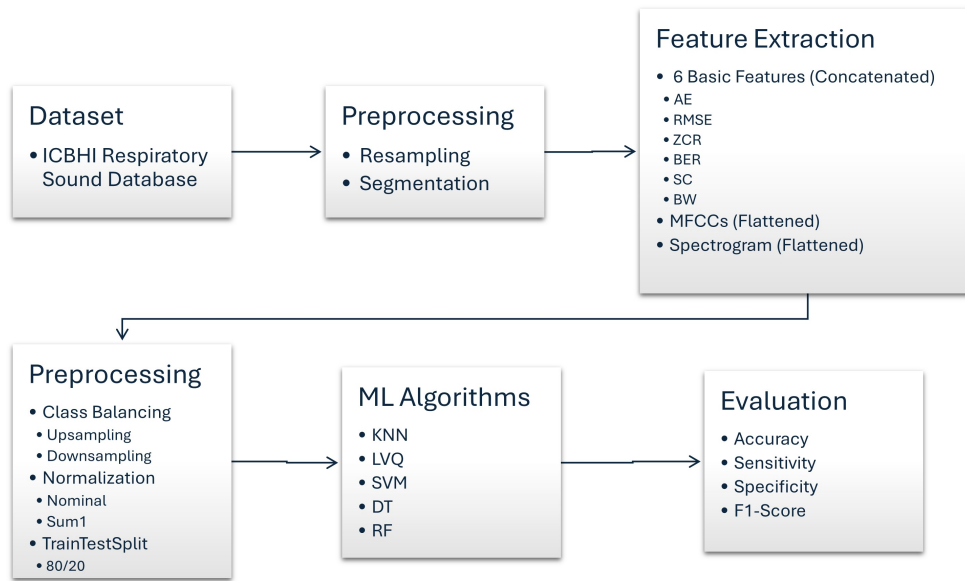 Dataset
• ICBHI Respiratory
Sound Database
Preprocessing
• Resampling
• Segmentation
Feature Extraction
• 6 Basic Features (Concatenated)
• AE
• RMSE
• ZCR
• BER
• SC
• BW
• MFCCs (Flattened)
• Spectrogram (Flattened)
Preprocessing
• Class Balancing
• Upsampling
• Downsampling
• Normalization
• Nominal
• Sum1
• TrainTestSplit
• 80/20
ML Algorithms
• KNN
• LVQ
• SVM
• DT
• RF
Evaluation
• Accuracy
• Sensitivity
• Specificity
• F1-Score